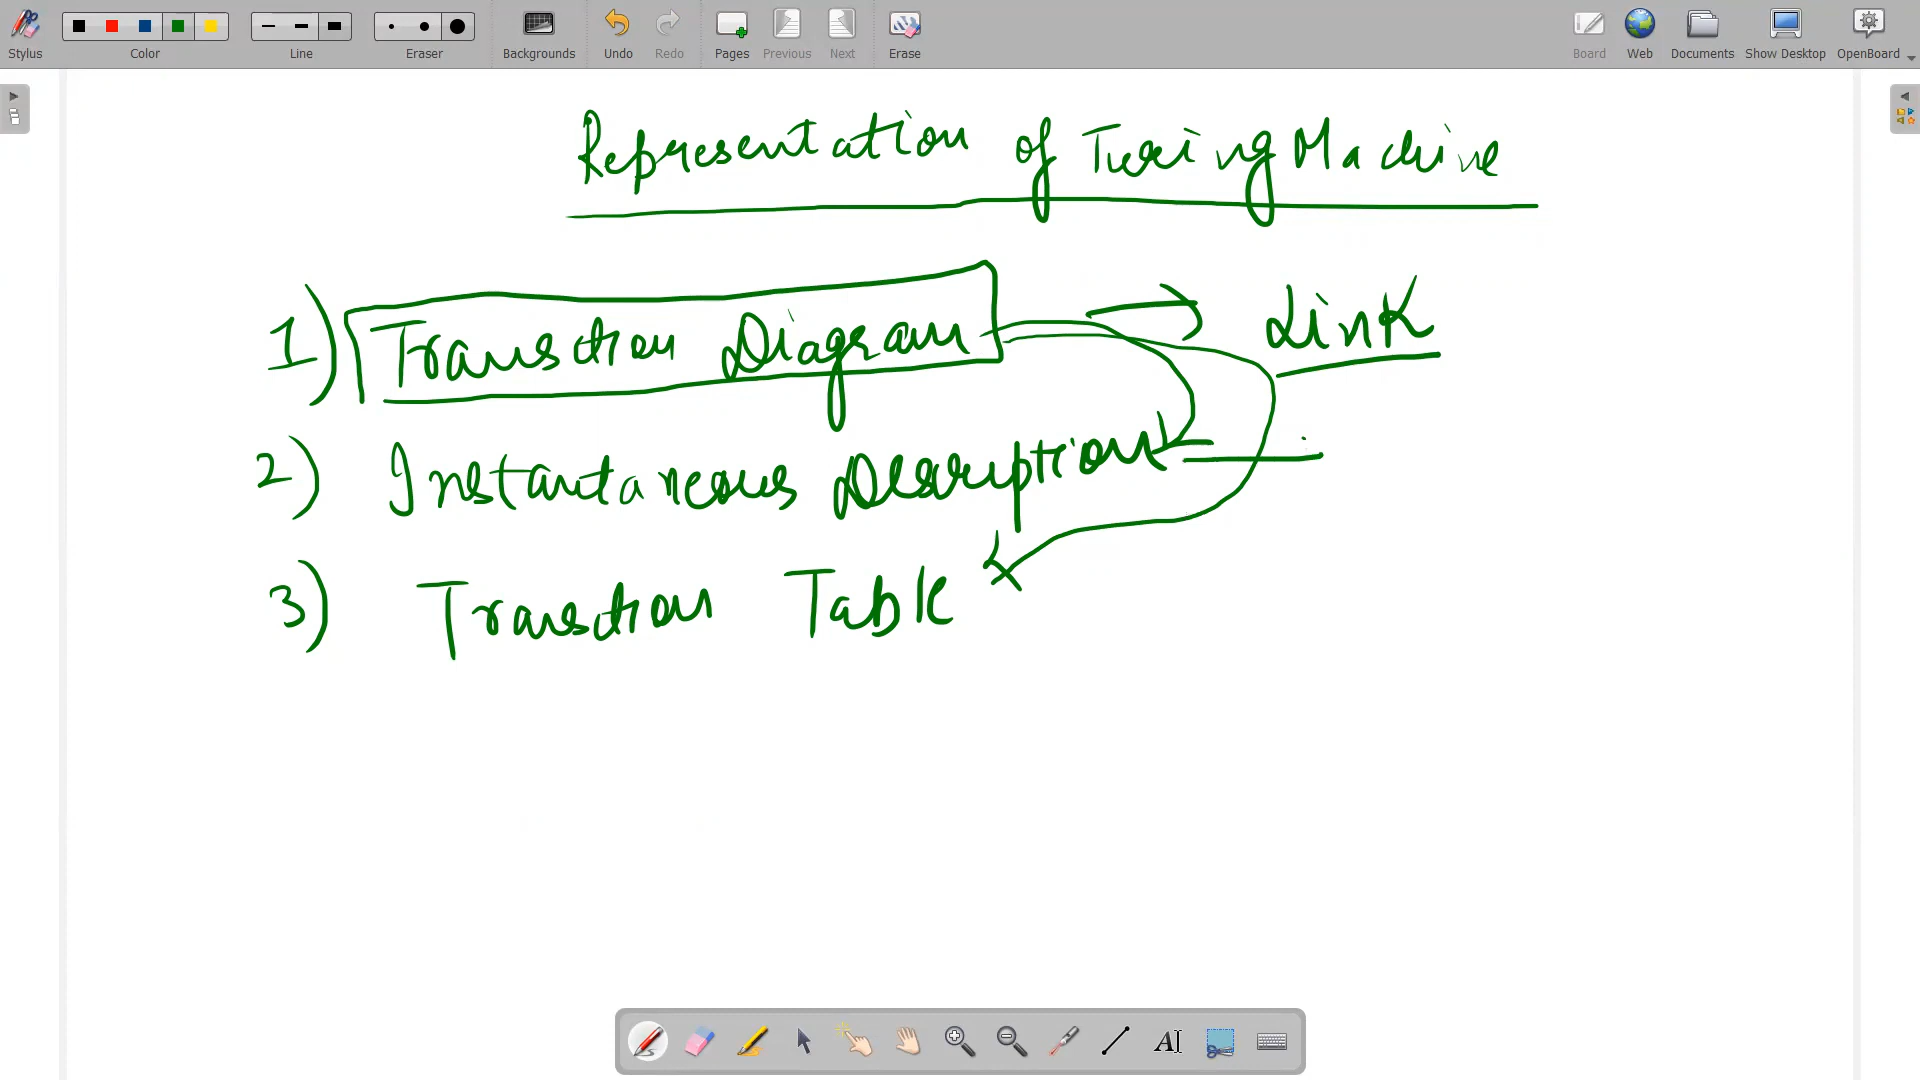 Stylus Color Line Eraser Backgrounds Undo Redo Pages Previous Next Erase Board Web Documents Show Desktop OpenBoard
Representation of Turing Machine
1) Transition Diagram → Link
2) Instantaneous Description
3) Transition Table